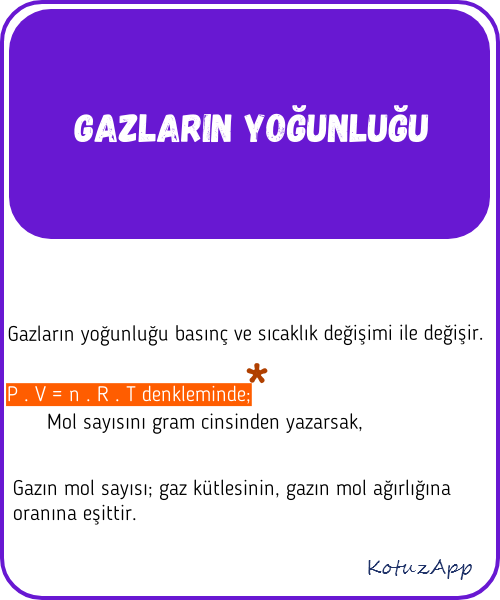 GAZLARIN YOĞUNLUĞU
Gazların yoğunluğu basınç ve sıcaklık değişimi ile değişir.
*
P . V = n . R . T denkleminde;
Mol sayısını gram cinsinden yazarsak,
Gazın mol sayısı; gaz kütlesinin, gazın mol ağırlığına
oranına eşittir.
KotuzApp